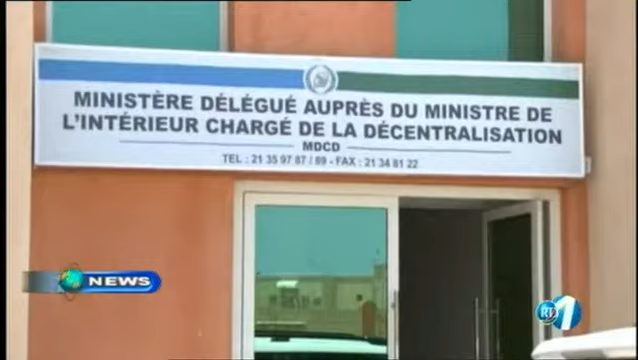 MINISTÈRE DÉLÉGUÉ AUPRÈS DU MINISTRE DE
L'INTÉRIEUR CHARGÉ DE LA DÉCENTRALISATION
MDCD
TEL : 21 35 97 87 / 89 - FAX : 21 34 81 22
NEWS
RTD 1